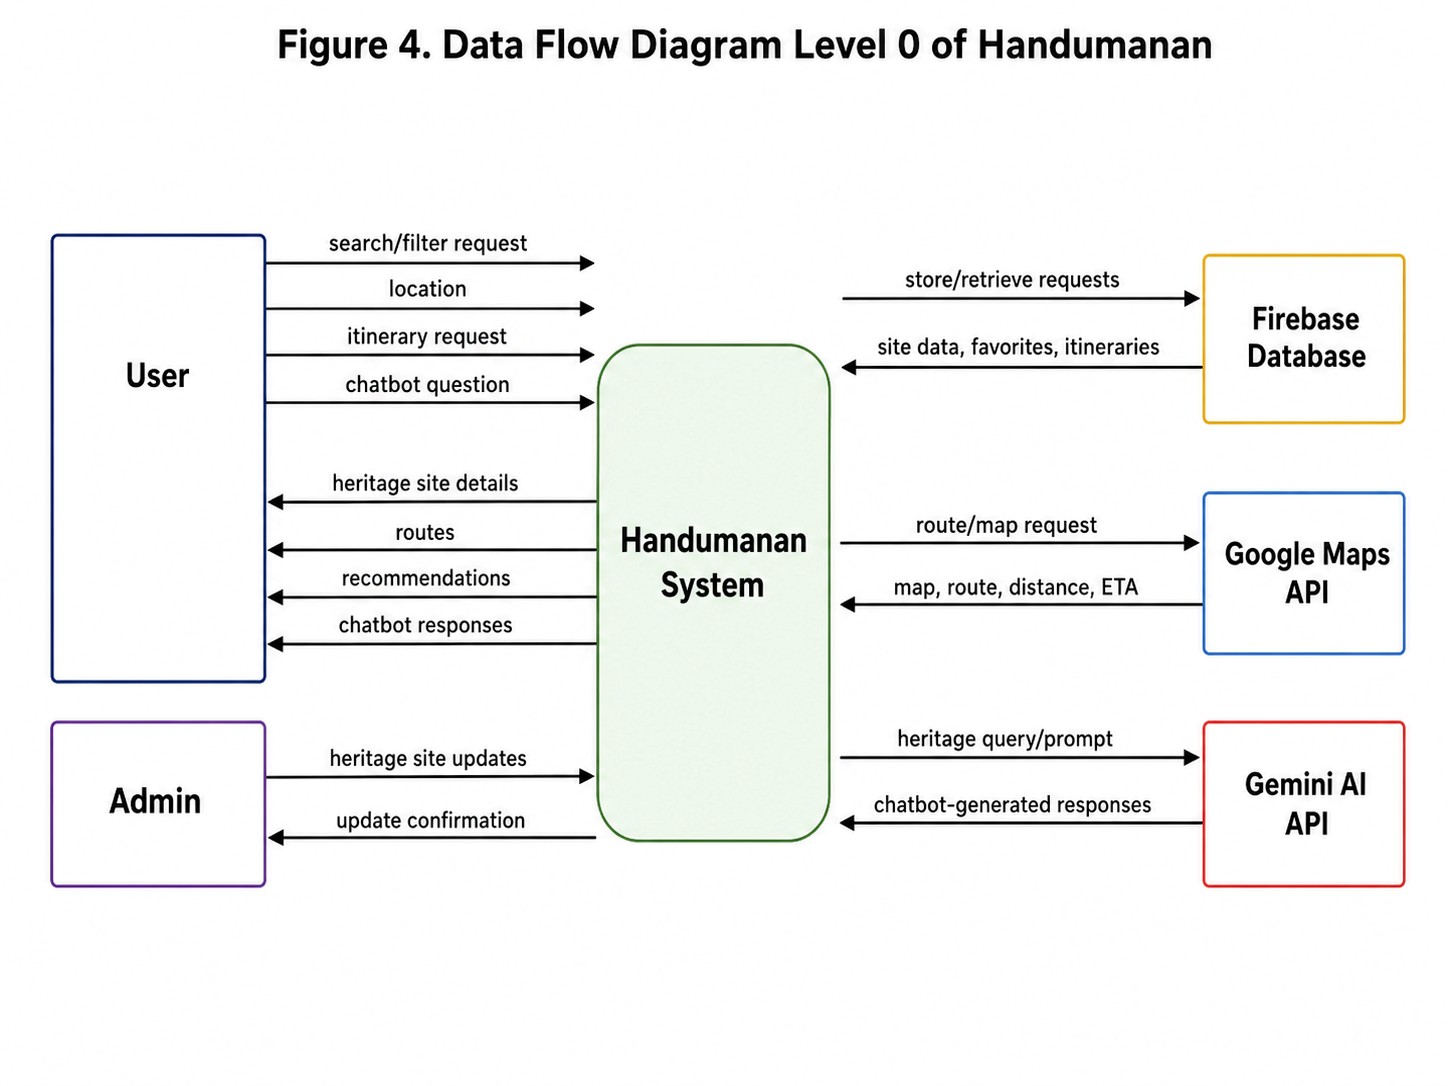 Figure 4. Data Flow Diagram Level 0 of Handumanan
User
search/filter request
location
itinerary request
chatbot question
heritage site details
routes
recommendations
chatbot responses
Admin
heritage site updates
update confirmation
Handumanan
System
store/retrieve requests
site data, favorites, itineraries
Firebase
Database
route/map request
map, route, distance, ETA
Google Maps
API
heritage query/prompt
chatbot-generated responses
Gemini AI
API